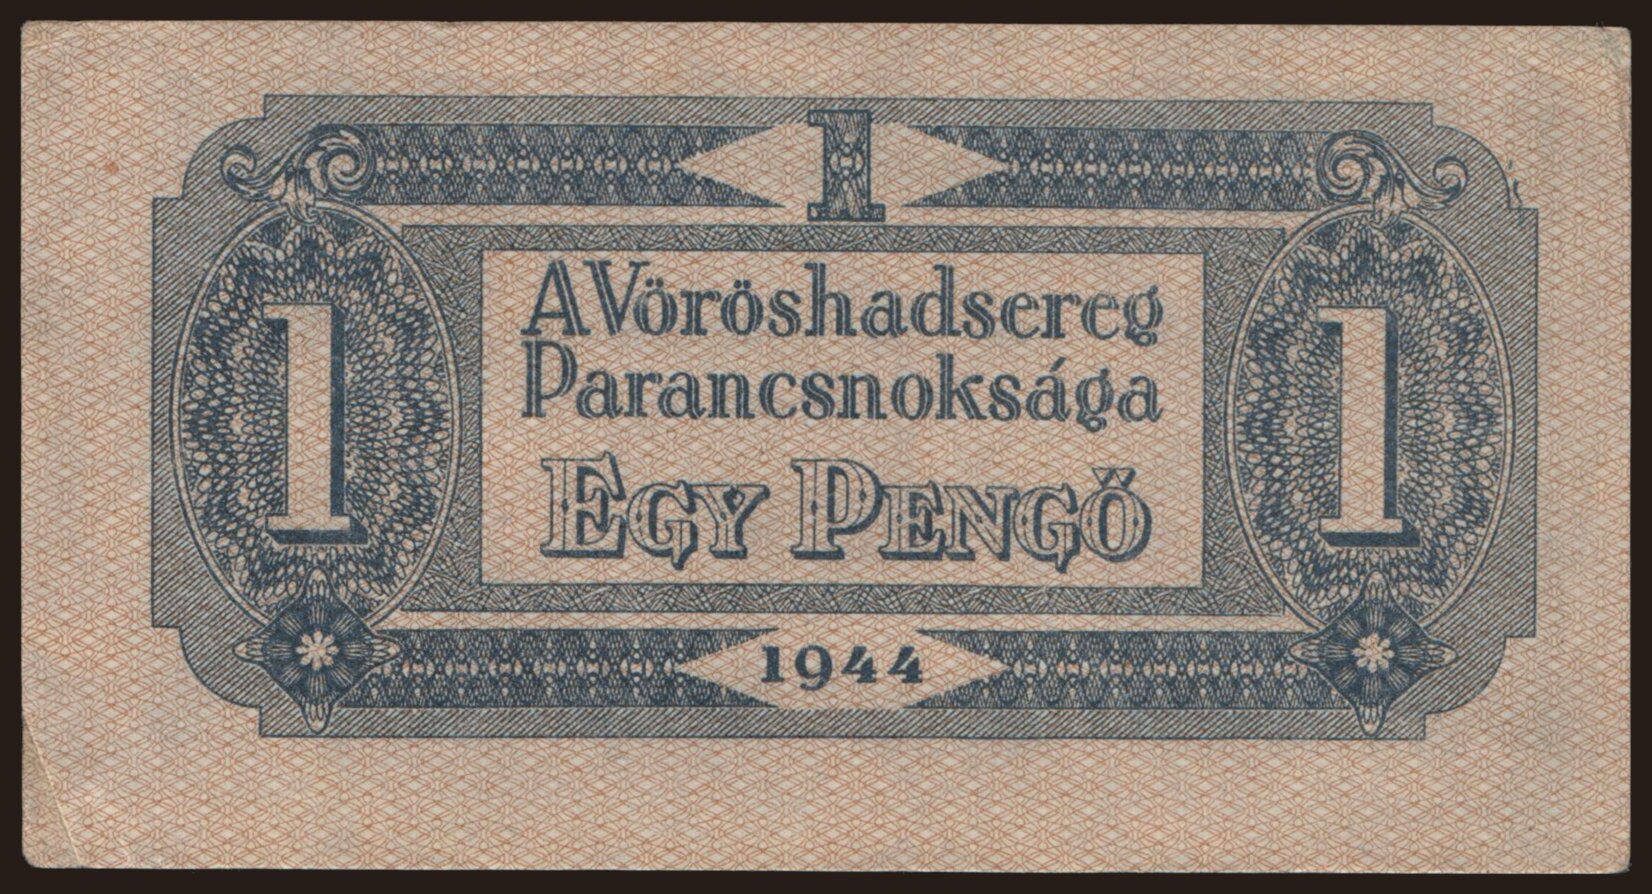 1
A Vöröshadsereg
Parancsnoksága
1 1
EGY PENGŐ
1944